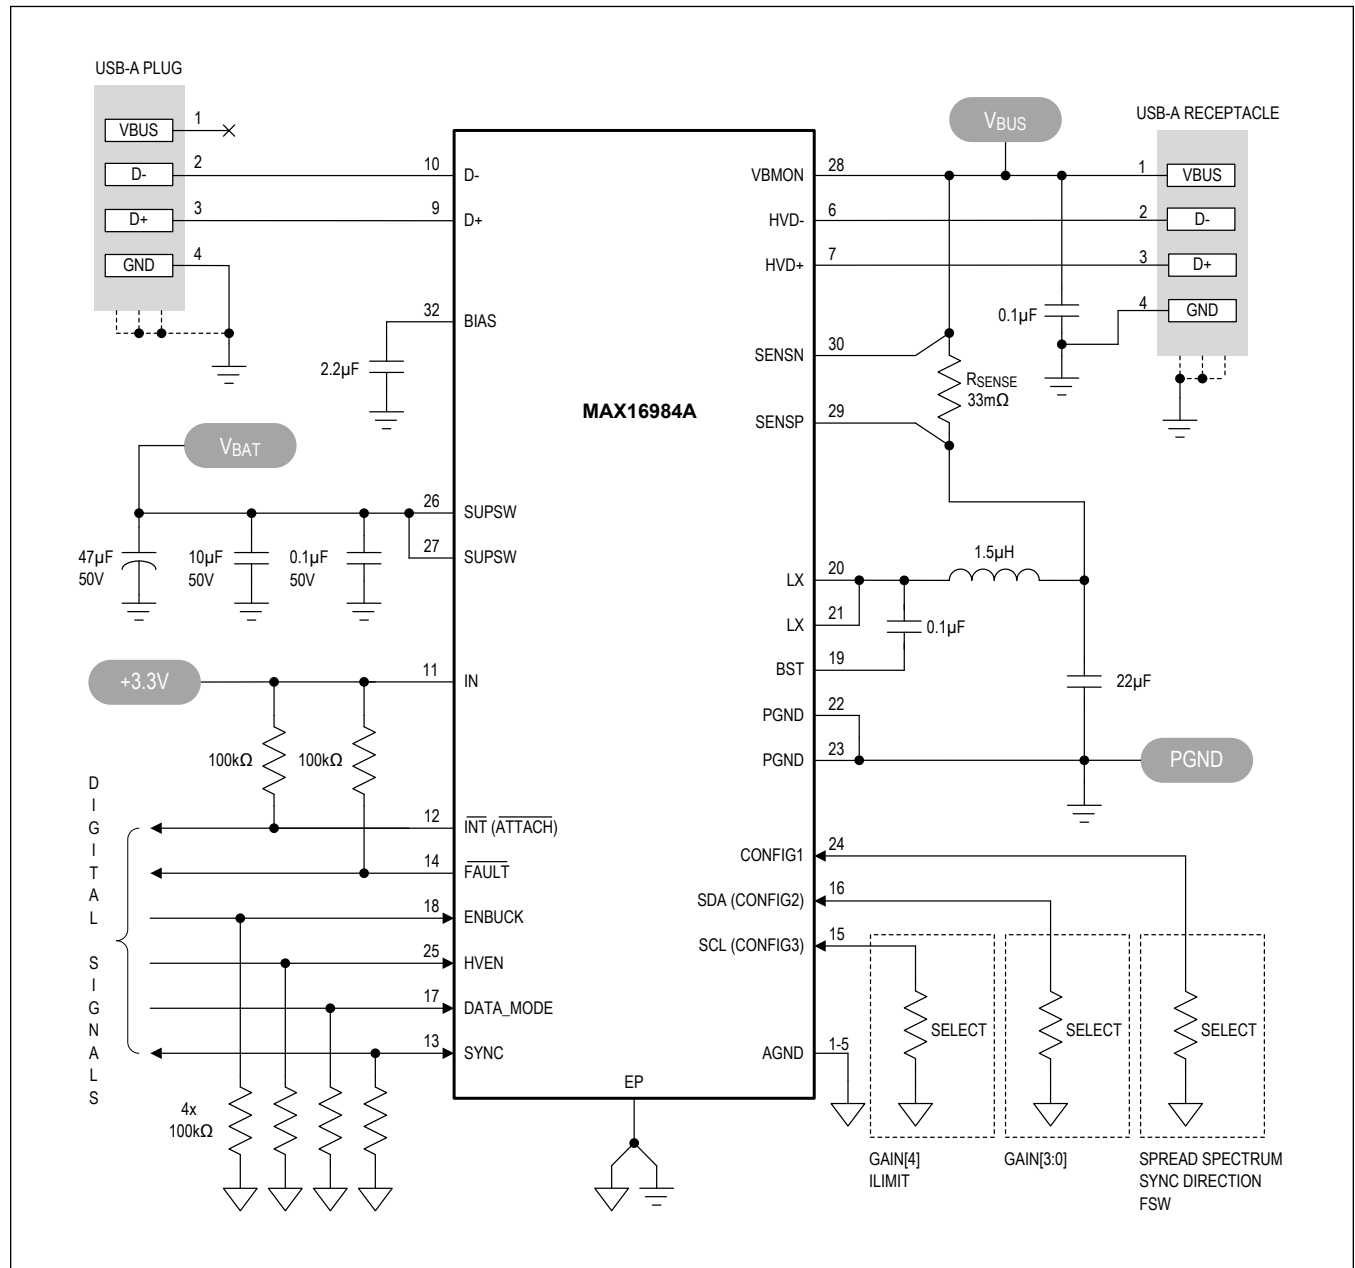 USB-A PLUG
VBUS
1
D-
2
D+
3
GND
4
10
D-
9
D+
32
BIAS
2.2µF
VBAT
26
SUPSW
27
SUPSW
47µF
50V
10µF
50V
0.1µF
50V
+3.3V
11
IN
100kΩ
100kΩ
DIGITAL SIGNALS
12
INT (ATTACH)
14
FAULT
18
ENBUCK
25
HVEN
17
DATA_MODE
13
SYNC
4x
100kΩ
MAX16984A
EP
VBUS
USB-A RECEPTACLE
VBMON
28
1
VBUS
HVD-
6
2
D-
HVD+
7
3
D+
4
GND
0.1µF
SENSN
30
RSENSE
33mΩ
SENSP
29
1.5µH
LX
20
LX
21
0.1µF
BST
19
22µF
PGND
22
PGND
23
PGND
CONFIG1
24
SDA (CONFIG2)
16
SCL (CONFIG3)
15
SELECT
SELECT
SELECT
AGND
1-5
GAIN[4]
ILIMIT
GAIN[3:0]
SPREAD SPECTRUM
SYNC DIRECTION
FSW